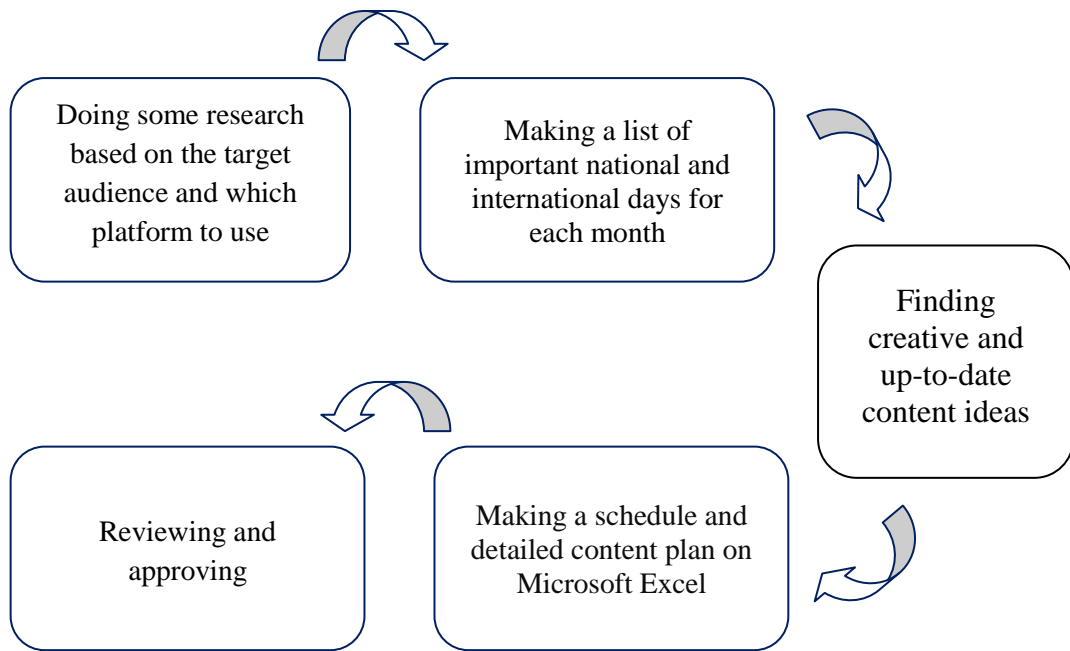 Doing some research
based on the target
audience and which
platform to use
Making a list of
important national and
international days for
each month
Finding
creative and
up-to-date
content ideas
Making a schedule and
detailed content plan on
Microsoft Excel
Reviewing and
approving